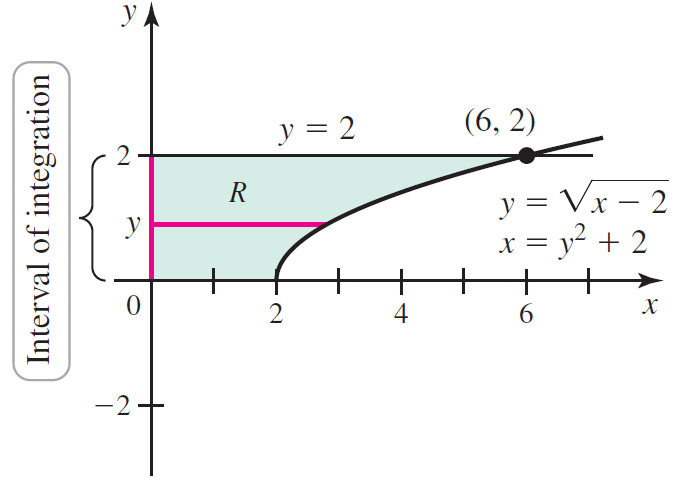 y
Interval of integration
y = 2
(6, 2)
2
R
y
y = √x − 2
x = y² + 2
0
2
4
6
x
−2